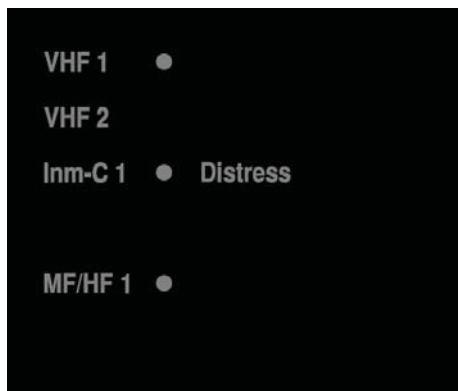 VHF 1 ●
VHF 2
Inm-C 1 ● Distress
MF/HF 1 ●